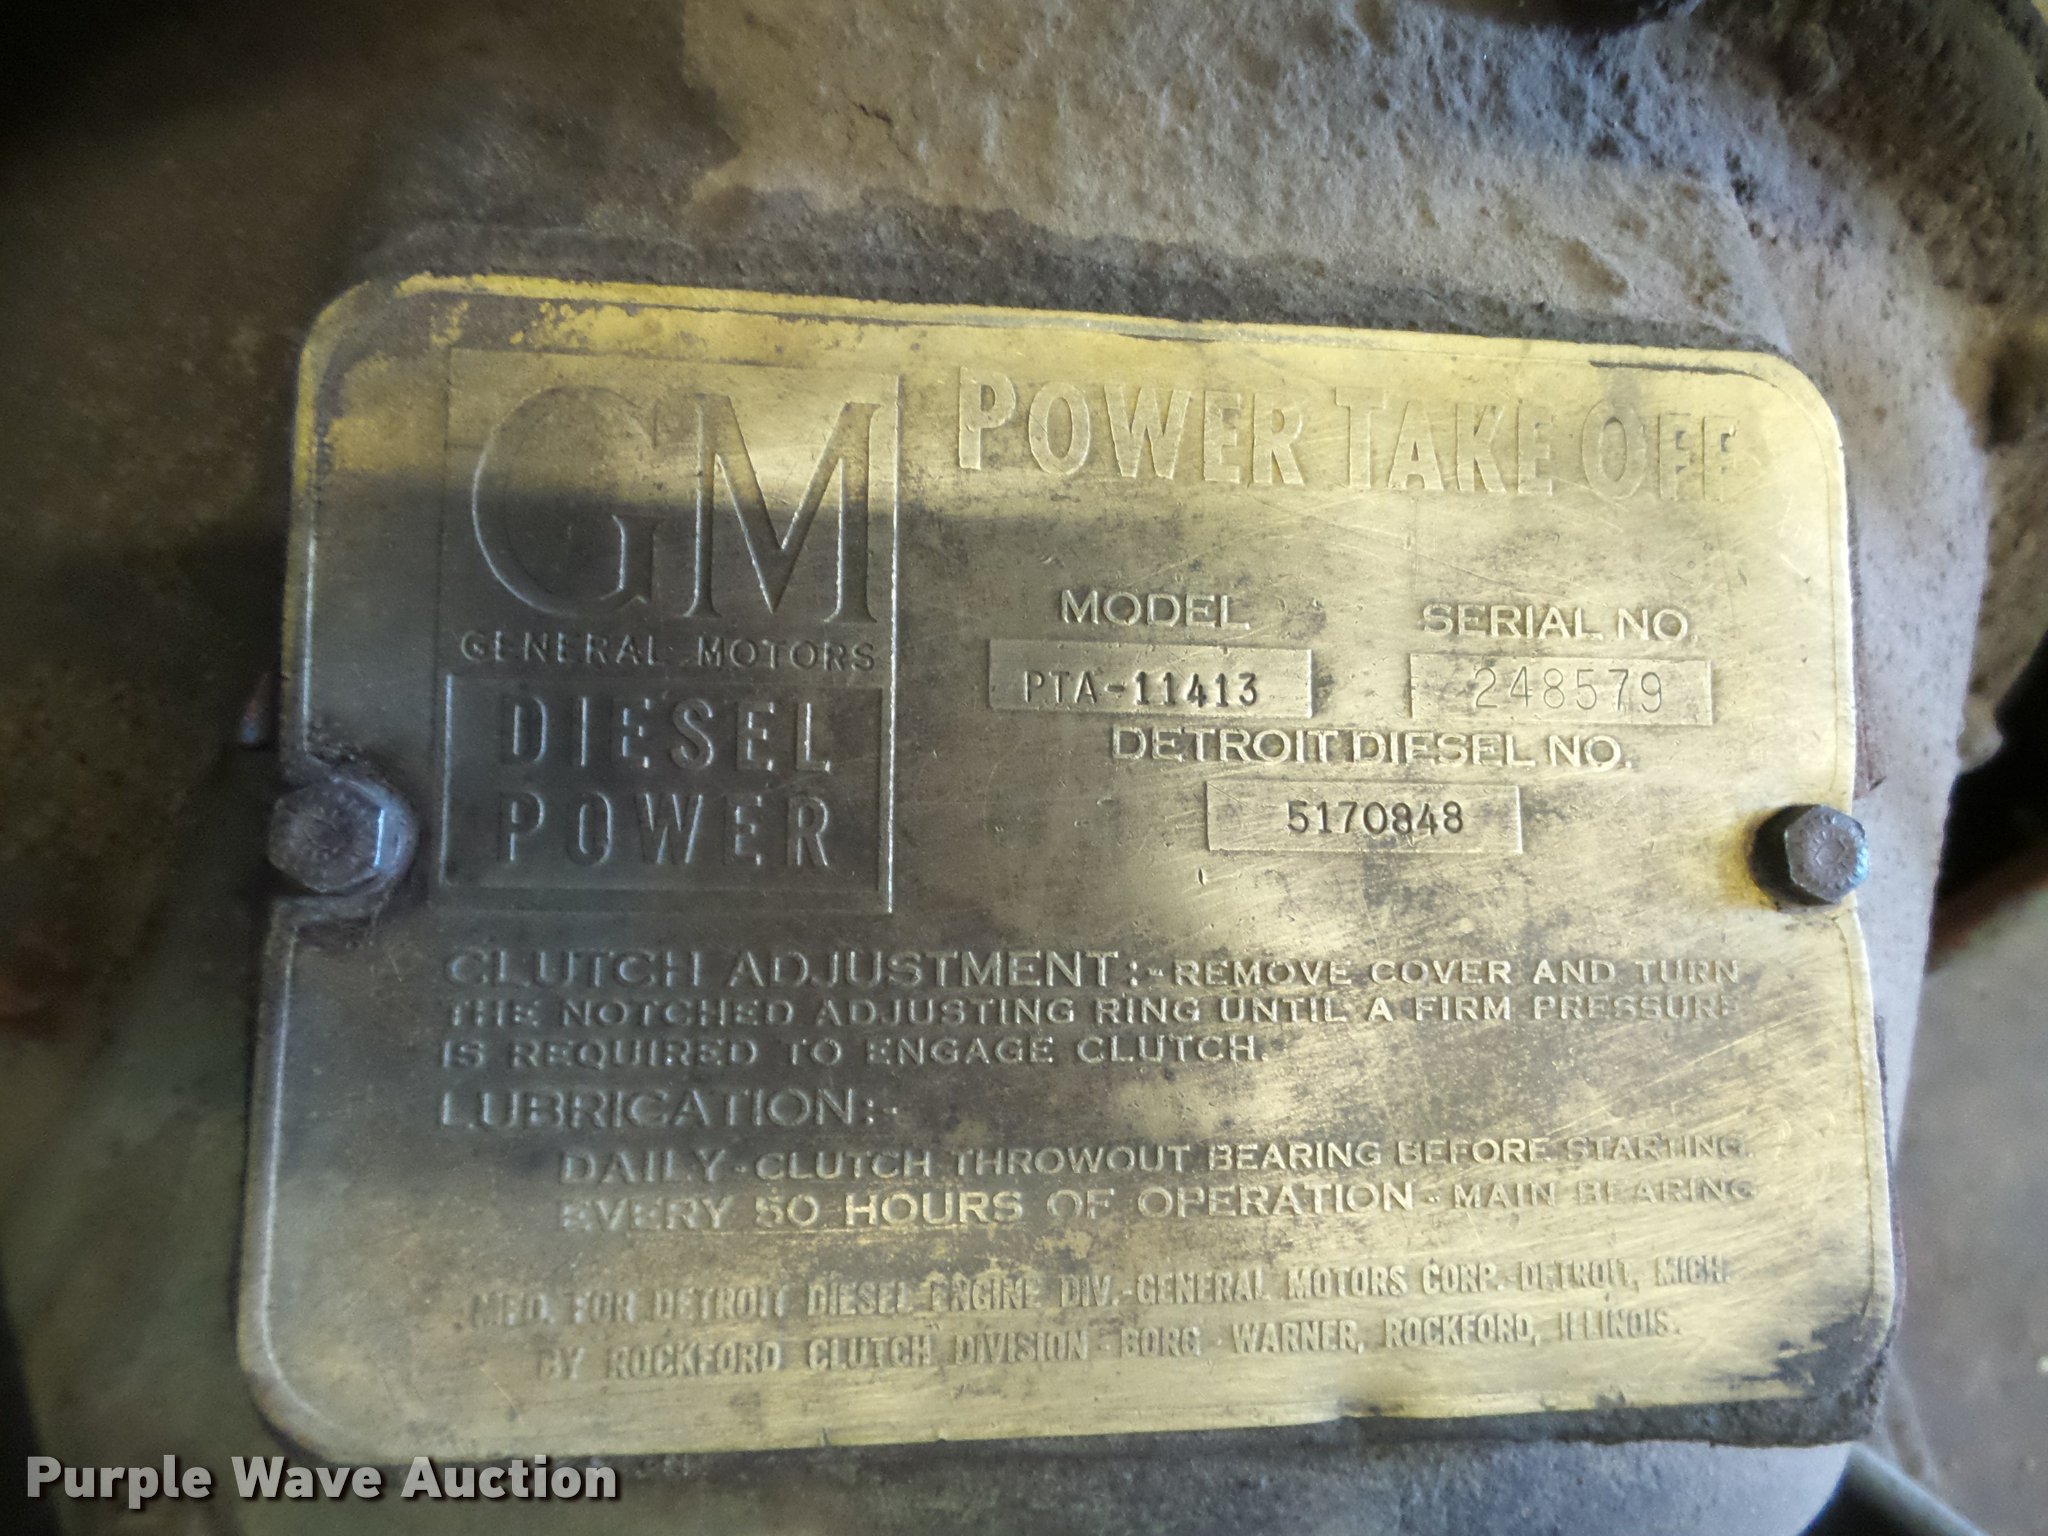 GM
GENERAL MOTORS
DIESEL
POWER
POWER TAKE OFF
MODEL
PTA-11413
SERIAL NO.
248579
DETROIT DIESEL NO.
5170848
CLUTCH ADJUSTMENT:- REMOVE COVER AND TURN
THE NOTCHED ADJUSTING RING UNTIL A FIRM PRESSURE
IS REQUIRED TO ENGAGE CLUTCH.
LUBRICATION:-
DAILY - CLUTCH THROWOUT BEARING BEFORE STARTING.
EVERY 50 HOURS OF OPERATION - MAIN BEARING
MFD. FOR DETROIT DIESEL ENGINE DIV.-GENERAL MOTORS CORP.-DETROIT, MICH.
BY ROCKFORD CLUTCH DIVISION - BORG - WARNER, ROCKFORD, ILLINOIS.
Purple Wave Auction